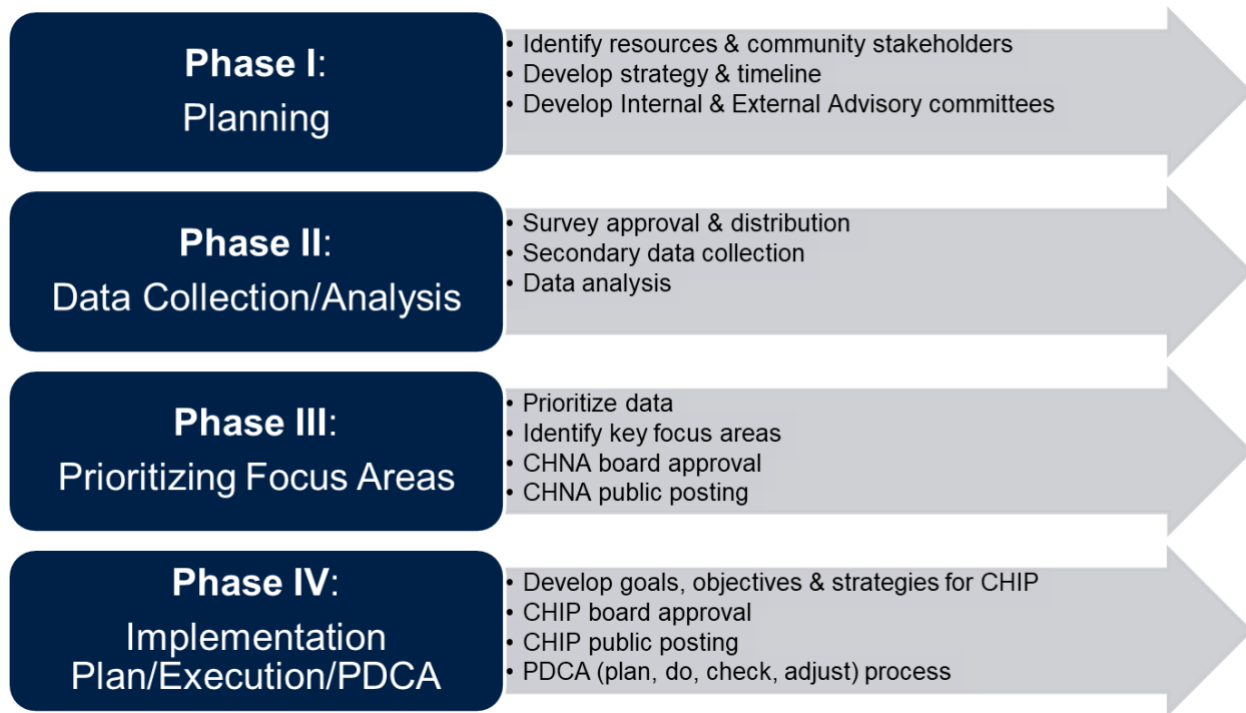 Phase I:
Planning
• Identify resources & community stakeholders
• Develop strategy & timeline
• Develop Internal & External Advisory committees
Phase II:
Data Collection/Analysis
• Survey approval & distribution
• Secondary data collection
• Data analysis
Phase III:
Prioritizing Focus Areas
• Prioritize data
• Identify key focus areas
• CHNA board approval
• CHNA public posting
Phase IV:
Implementation
Plan/Execution/PDCA
• Develop goals, objectives & strategies for CHIP
• CHIP board approval
• CHIP public posting
• PDCA (plan, do, check, adjust) process